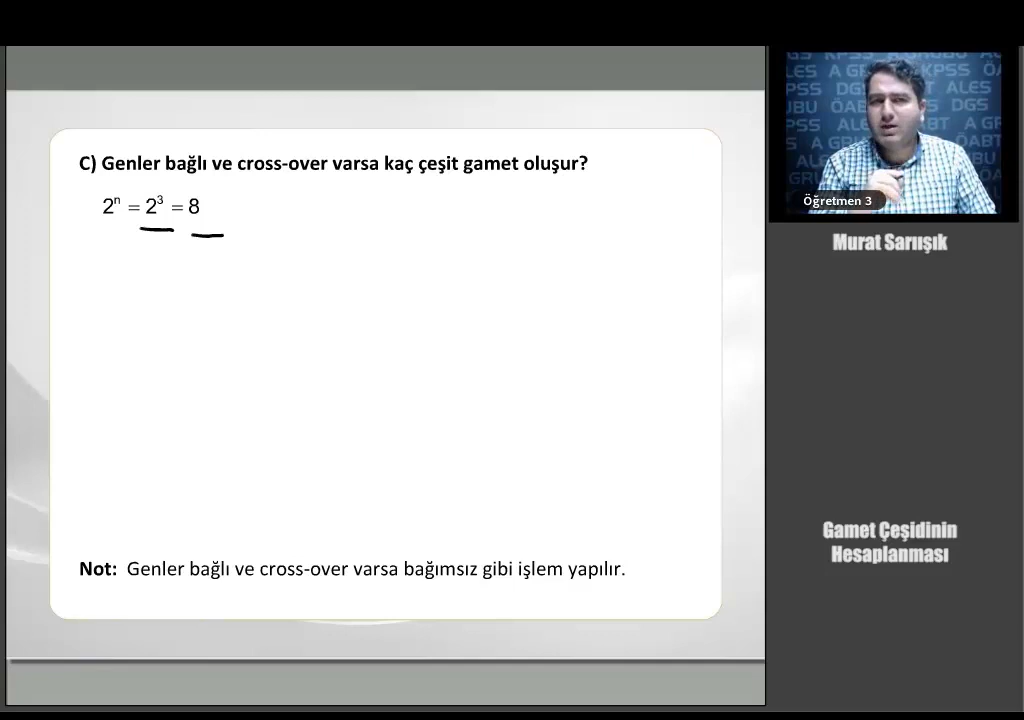 C) Genler bağlı ve cross-over varsa kaç çeşit gamet oluşur?
2ⁿ = 2³ = 8
Not: Genler bağlı ve cross-over varsa bağımsız gibi işlem yapılır.
Öğretmen 3
Murat Sarıışık
Gamet Çeşidinin
Hesaplanması